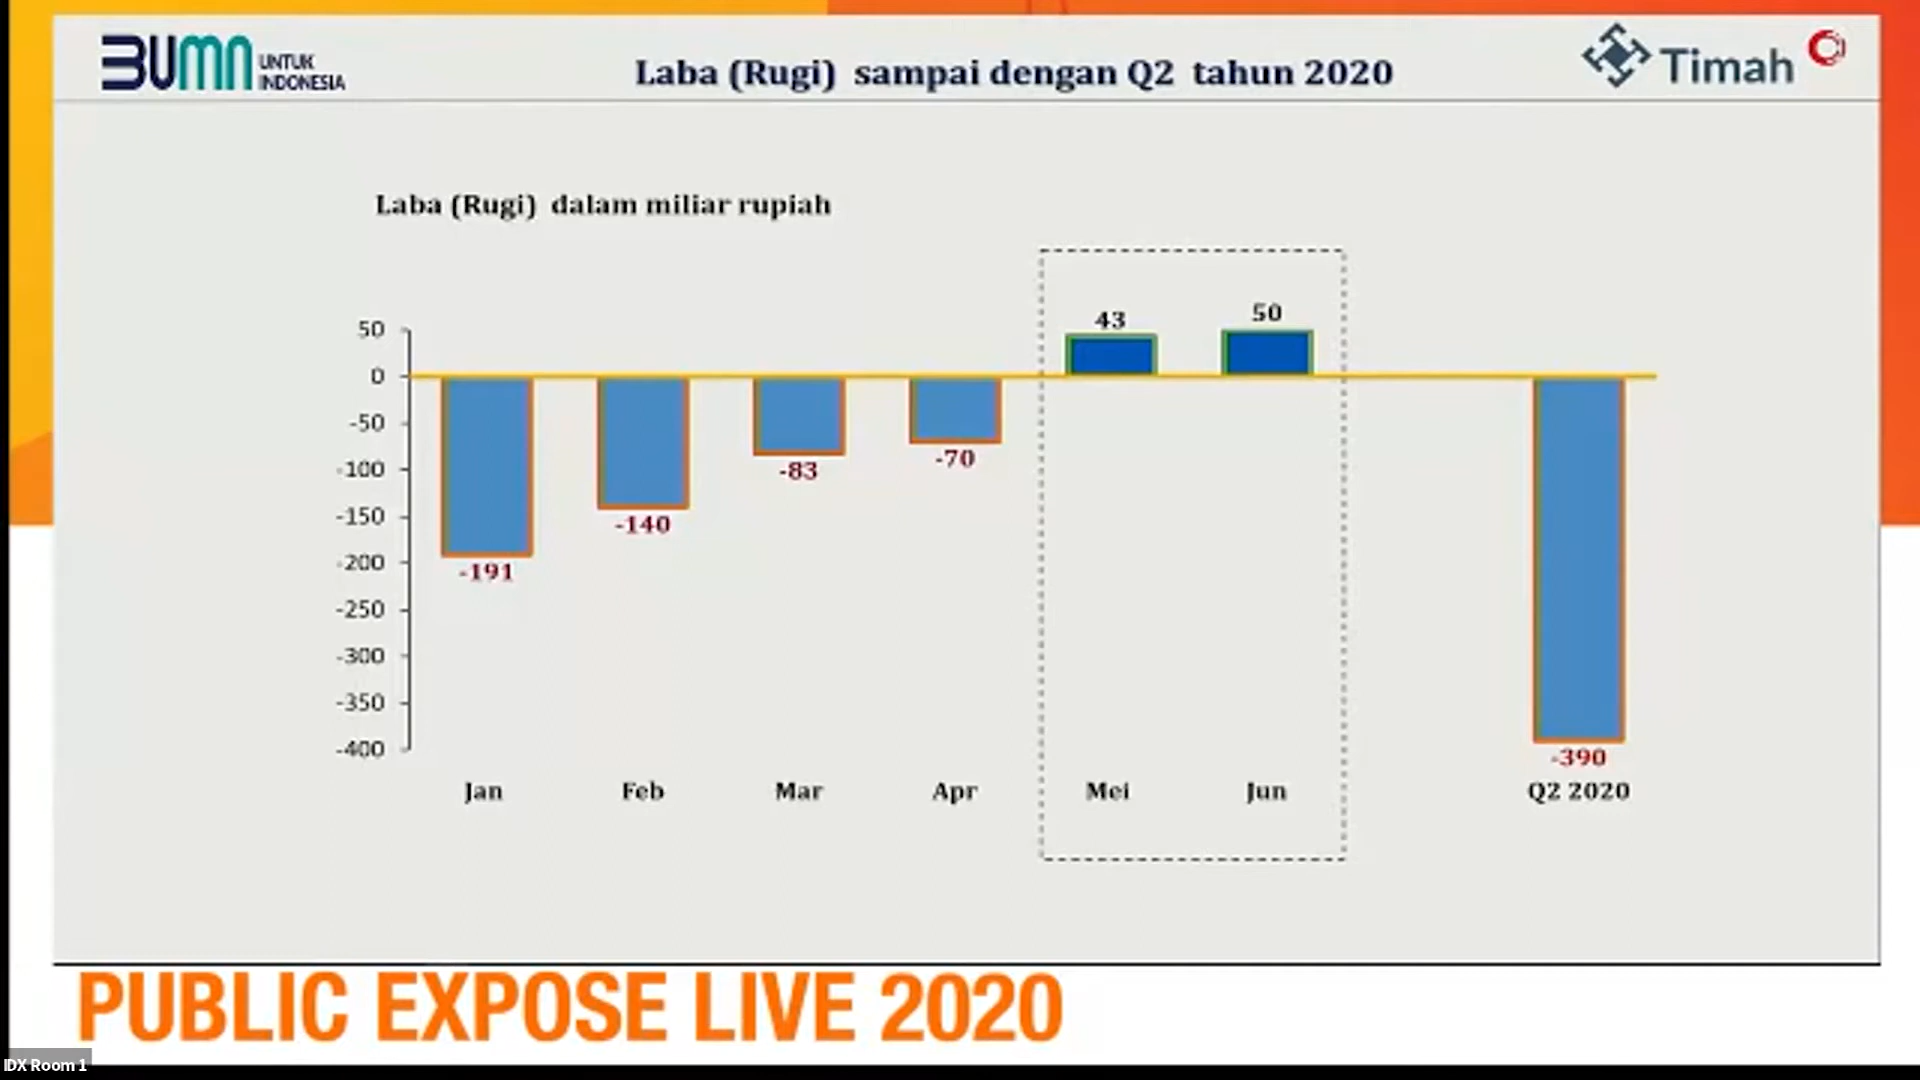 BUMN UNTUK INDONESIA
Laba (Rugi) sampai dengan Q2 tahun 2020
Timah
Laba (Rugi) dalam miliar rupiah
50
0
-50
-100
-150
-200
-250
-300
-350
-400
-191
-140
-83
-70
43
50
-390
Jan Feb Mar Apr Mei Jun Q2 2020
PUBLIC EXPOSE LIVE 2020
IDX Room 1